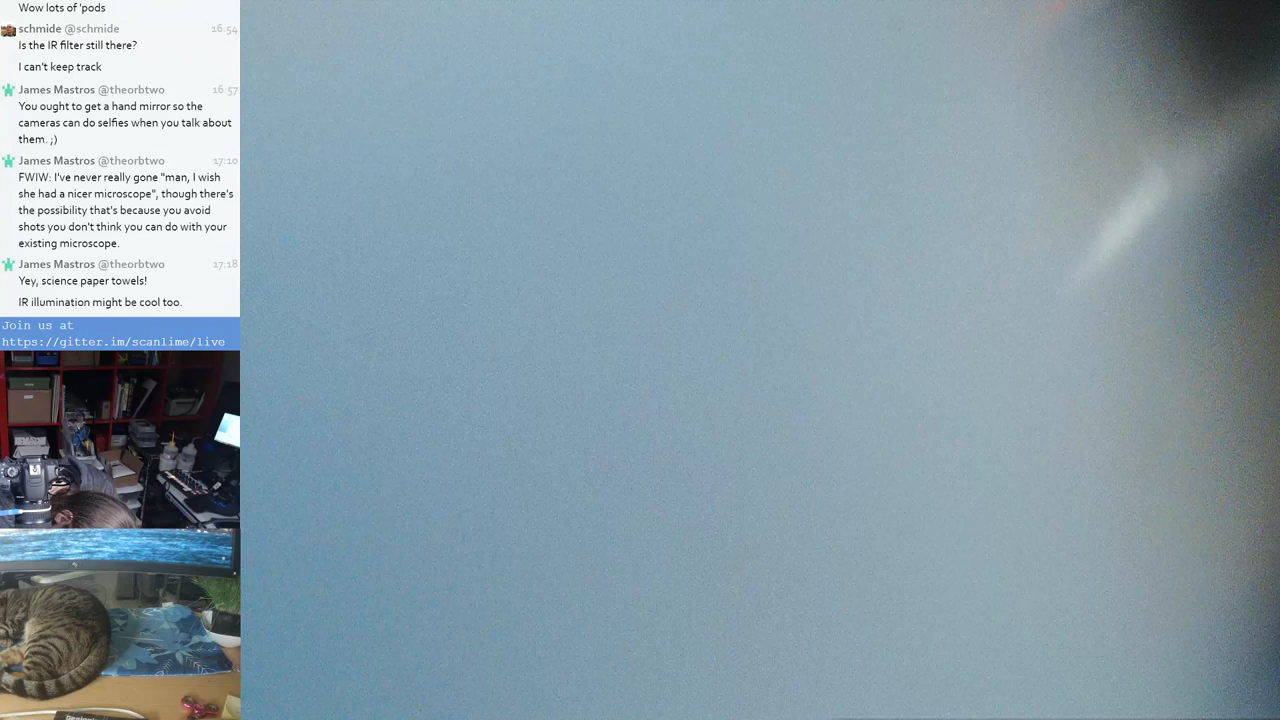 Wow lots of 'pods
schmide @schmide 16:54
Is the IR filter still there?
I can't keep track
James Mastros @theorbtwo 16:57
You ought to get a hand mirror so the
cameras can do selfies when you talk about
them. ;)
James Mastros @theorbtwo 17:10
FWIW: I've never really gone "man, I wish
she had a nicer microscope", though there's
the possibility that's because you avoid
shots you don't think you can do with your
existing microscope.
James Mastros @theorbtwo 17:18
Yey, science paper towels!
IR illumination might be cool too.
Join us at
https://gitter.im/scanlime/live